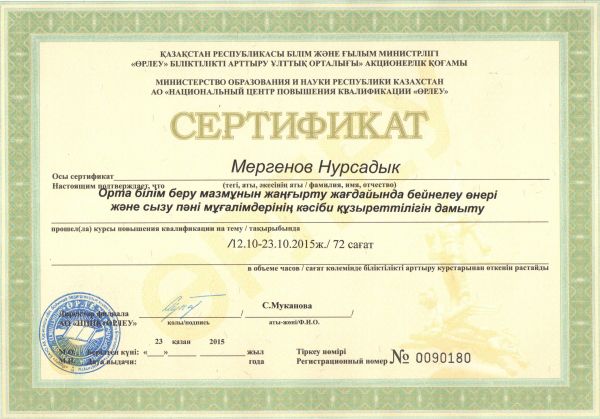 ҚАЗАҚСТАН РЕСПУБЛИКАСЫ БІЛІМ ЖӘНЕ ҒЫЛЫМ МИНИСТРЛІГІ
«ӨРЛЕУ» БІЛІКТІЛІКТІ АРТТЫРУ ҰЛТТЫҚ ОРТАЛЫҒЫ» АКЦИОНЕРЛІК ҚОҒАМЫ
МИНИСТЕРСТВО ОБРАЗОВАНИЯ И НАУКИ РЕСПУБЛИКИ КАЗАХСТАН
АО «НАЦИОНАЛЬНЫЙ ЦЕНТР ПОВЫШЕНИЯ КВАЛИФИКАЦИИ «ӨРЛЕУ»
СЕРТИФИКАТ
Мергенов Нурсадык
Осы сертификат
Настоящим подтверждает, что (тегі, аты, әкесінің аты / фамилия, имя, отчество)
Орта білім беру мазмұнын жаңғырту жағдайында бейнелеу өнері
және сызу пәні мұғалімдерінің кәсіби құзыреттілігін дамыту
прошел(ла) курсы повышения квалификации на тему / тақырыбында
/12.10-23.10.2015ж./ 72 сағат
в объеме часов / сағат көлемінде біліктілікті арттыру курстарынан өткенін растайды
Директор филиала / С.Муканова
АО «НЦПК «ӨРЛЕУ» қолы/подпись аты-жөні/Ф.И.О.
23 қазан 2015
М.О. Берілген күні: « » жыл Тіркеу нөмірі
М.П. Дата выдачи: года Регистрационный номер № 0090180